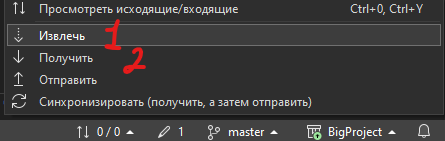 Просмотреть исходящие/входящие Ctrl+0, Ctrl+Y
Извлечь 1
Получить 2
Отправить
Синхронизировать (получить, а затем отправить)
0 / 0 1 master BigProject